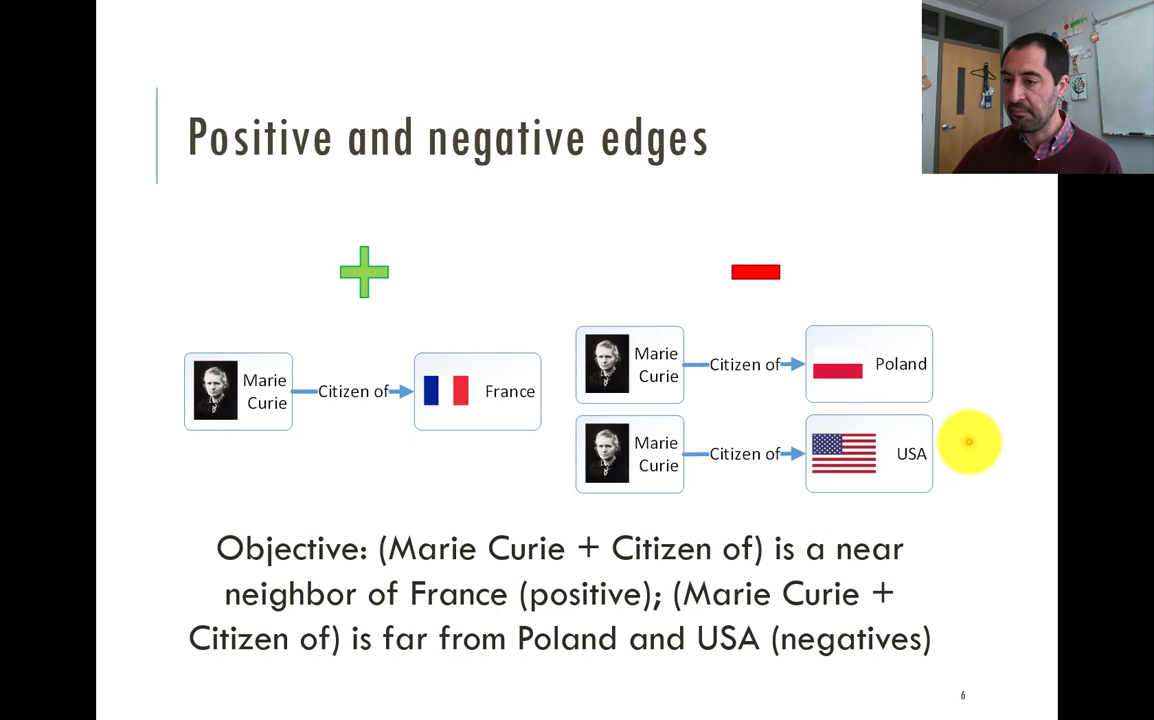 Positive and negative edges
Marie
Curie
Citizen of
France
Marie
Curie
Citizen of
Poland
Marie
Curie
Citizen of
USA
Objective: (Marie Curie + Citizen of) is a near
neighbor of France (positive); (Marie Curie +
Citizen of) is far from Poland and USA (negatives)
6